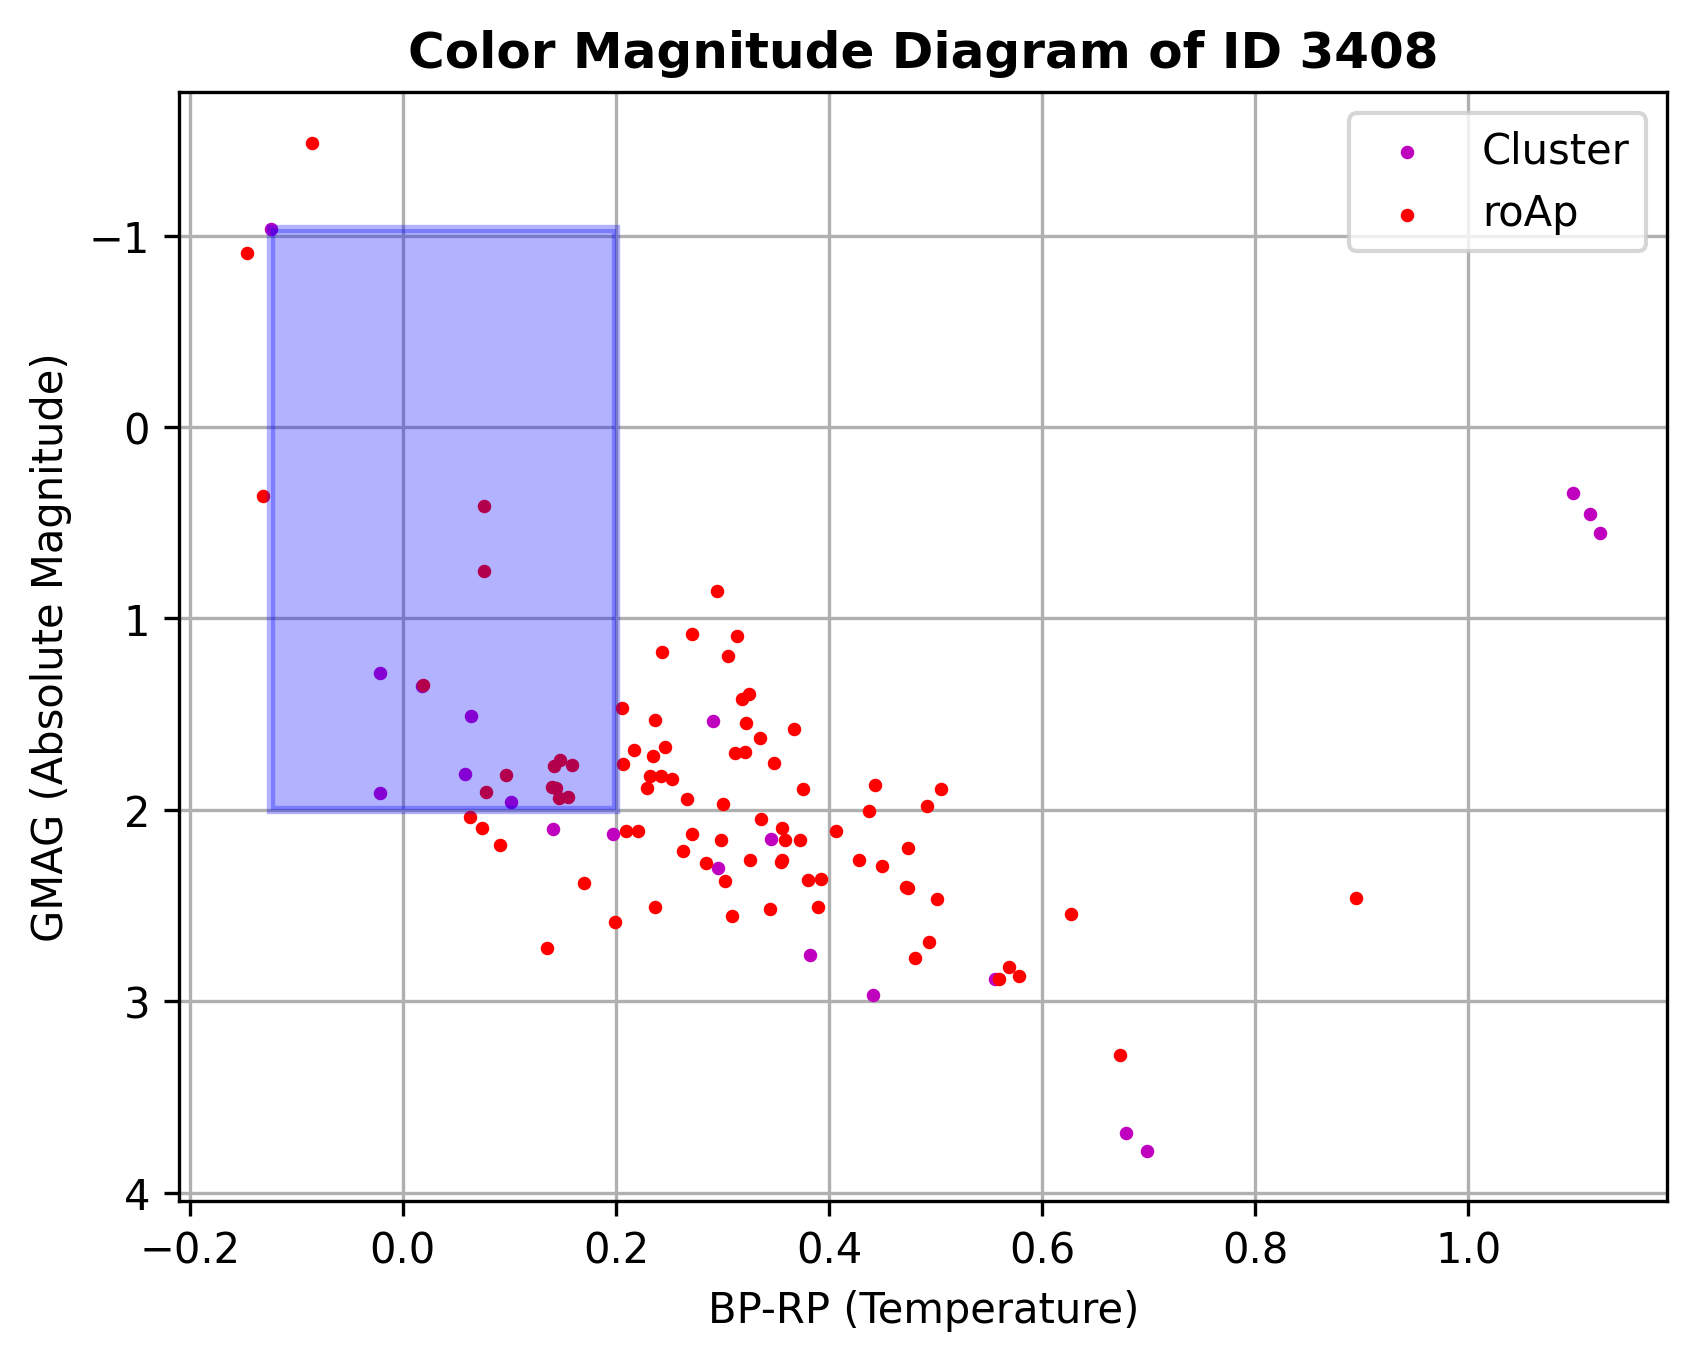 Color Magnitude Diagram of ID 3408
Cluster
roAp
−1
0
1
2
3
4
GMAG (Absolute Magnitude)
−0.2 0.0 0.2 0.4 0.6 0.8 1.0
BP-RP (Temperature)